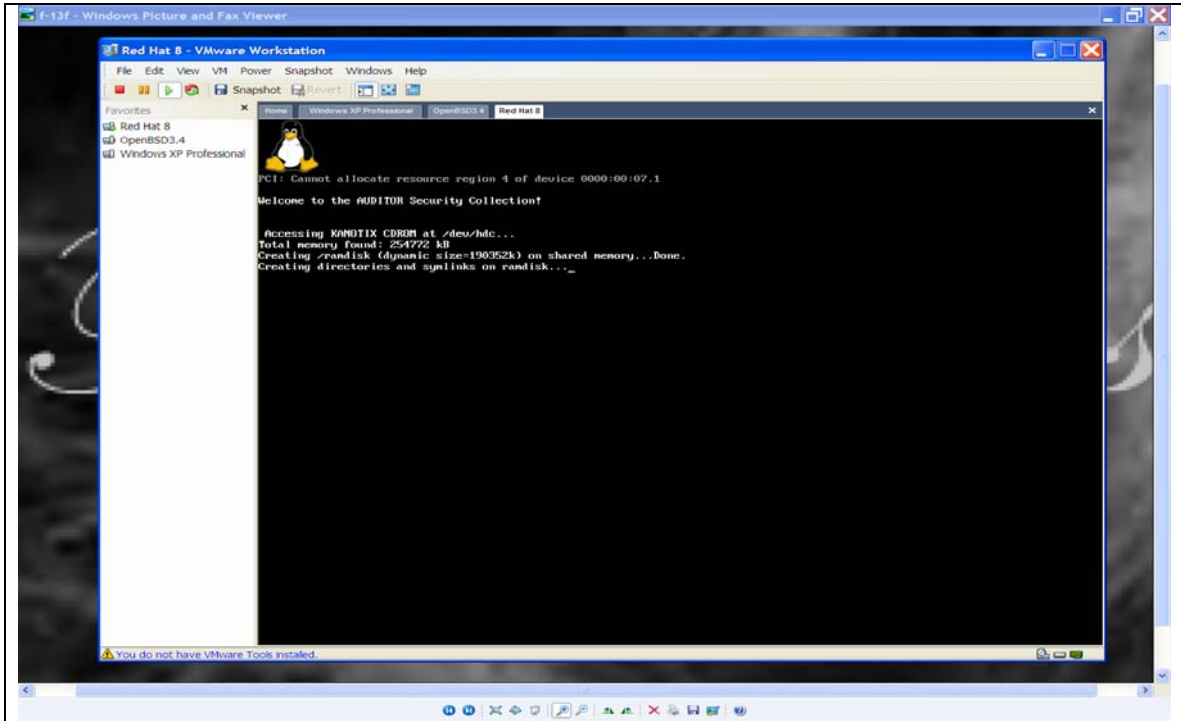 f-13f - Windows Picture and Fax Viewer
Red Hat 8 - VMware Workstation
File Edit View VM Power Snapshot Windows Help
Snapshot Revert
Favorites
Home Windows XP Professional OpenBSD3.4 Red Hat 8
Red Hat 8
OpenBSD3.4
Windows XP Professional
PCI: Cannot allocate resource region 4 of device 0000:00:07.1
Welcome to the AUDITOR Security Collection!
Accessing KANOTIX CDROM at /dev/hdc...
Total memory found: 254772 kB
Creating /ramdisk (dynamic size=190352k) on shared memory...Done.
Creating directories and symlinks on ramdisk..._
You do not have VMware Tools installed.